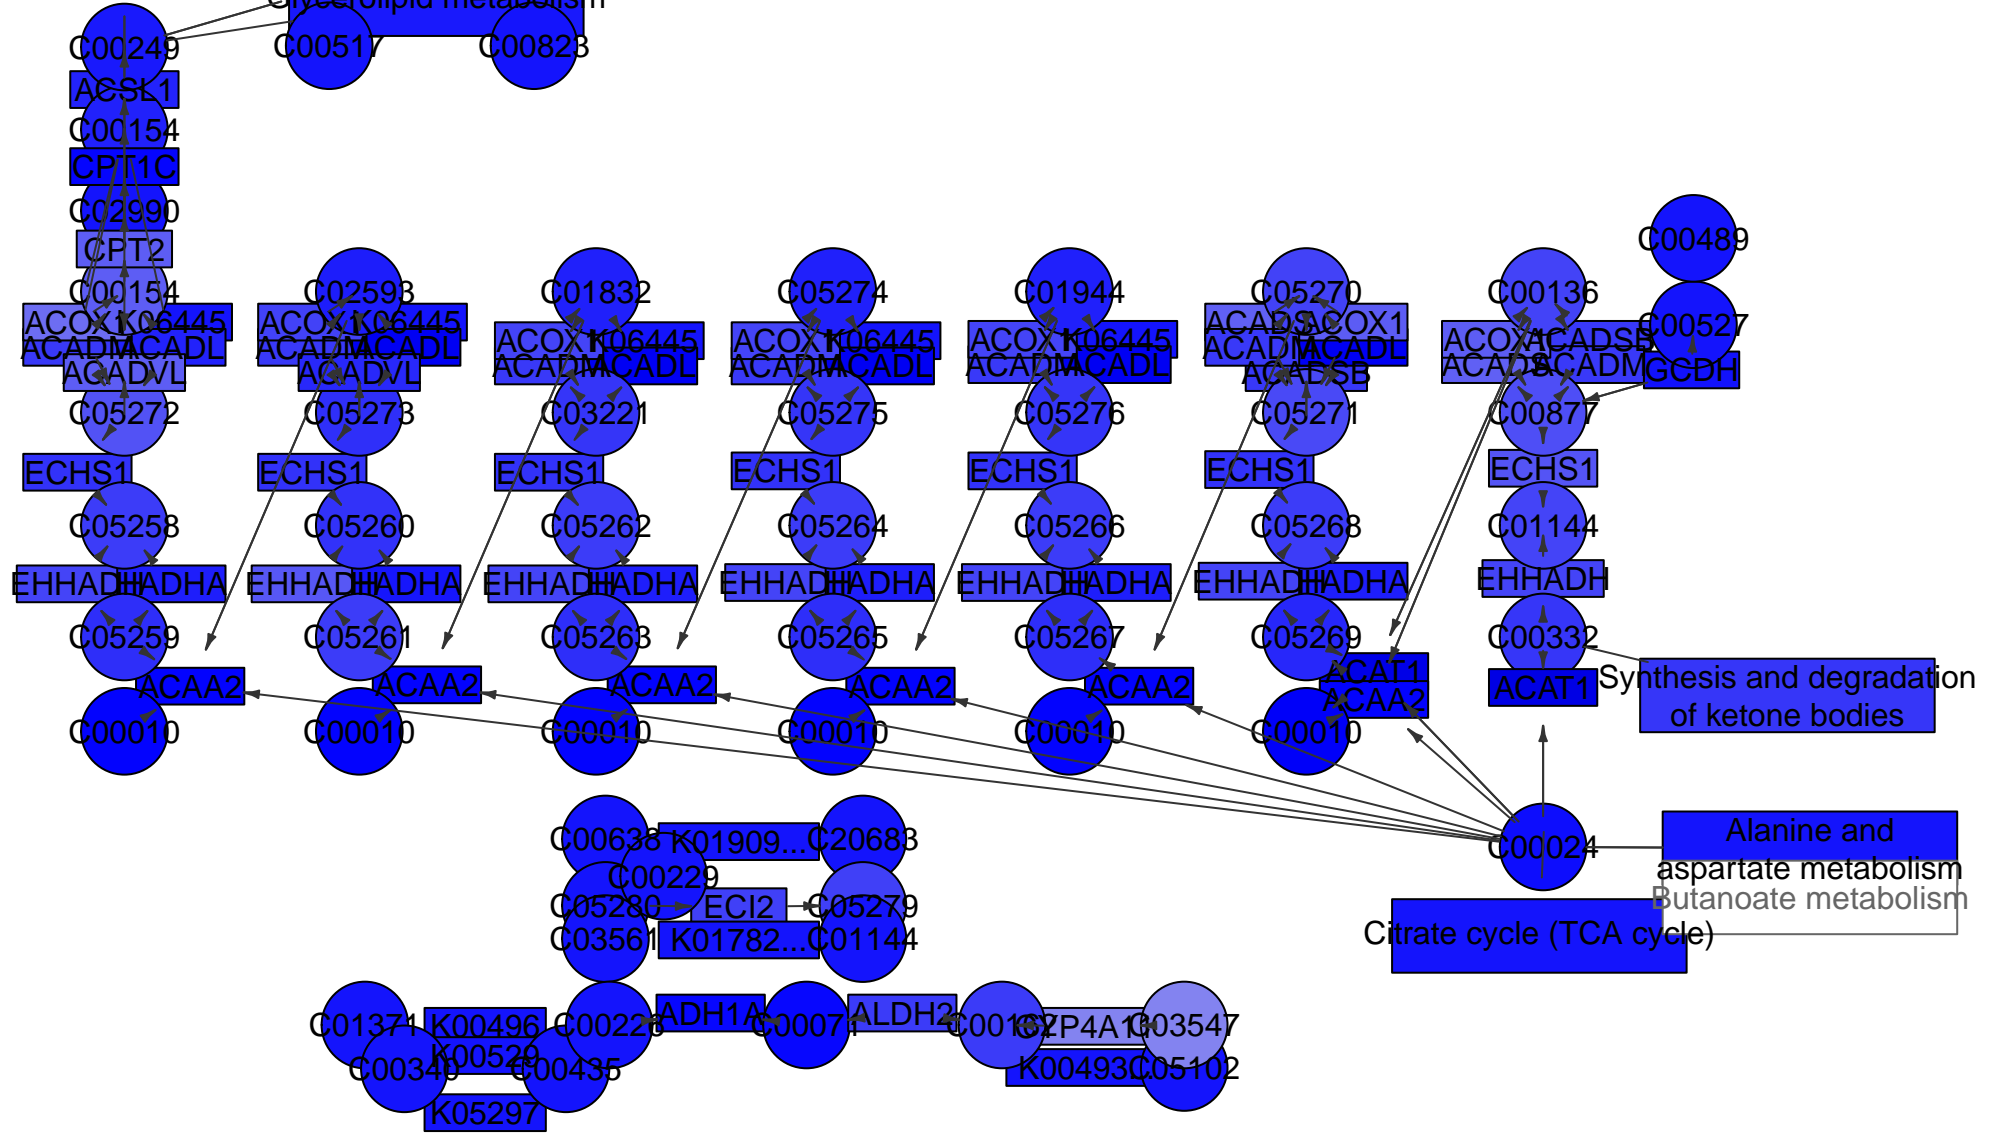 Glycerolipid metabolism
C00249
C00517
C00823
ACSL1
C00154
CPT1C
C02990
CPT2
C00489
C00154
C02593
C01832
C05274
C01944
C05270
C00136
C00527
ACOX1
K06445
ACOX1
K06445
ACOX1
K06445
ACOX1
K06445
ACOX1
K06445
ACADS
ACOX1
ACOX1
ACADSB
ACADM
ACADL
ACADM
ACADL
ACADM
ACADL
ACADM
ACADL
ACADM
ACADL
ACADM
ACADL
ACADS
ACADM
GCDH
ACADVL
ACADVL
ACADSB
C05272
C05273
C03221
C05275
C05276
C05271
C00877
ECHS1
ECHS1
ECHS1
ECHS1
ECHS1
ECHS1
ECHS1
C05258
C05260
C05262
C05264
C05266
C05268
C01144
EHHADH
HADHA
EHHADH
HADHA
EHHADH
HADHA
EHHADH
HADHA
EHHADH
HADHA
EHHADH
HADHA
EHHADH
C05259
C05261
C05263
C05265
C05267
C05269
C00332
ACAA2
ACAA2
ACAA2
ACAA2
ACAA2
ACAT1
ACAA2
ACAT1
Synthesis and degradation
of ketone bodies
C00010
C00010
C00010
C00010
C00010
C00010
C00638
K01909...
C20683
C00229
C00024
Alanine and
aspartate metabolism
Butanoate metabolism
C05280
ECI2
C05279
C03561
K01782...
C01144
Citrate cycle (TCA cycle)
C01371
K00496
C00226
ADH1A
C00071
ALDH2
C00162
CYP4A11
C03547
K00529
C00340
C00435
K00493...
C05102
K05297